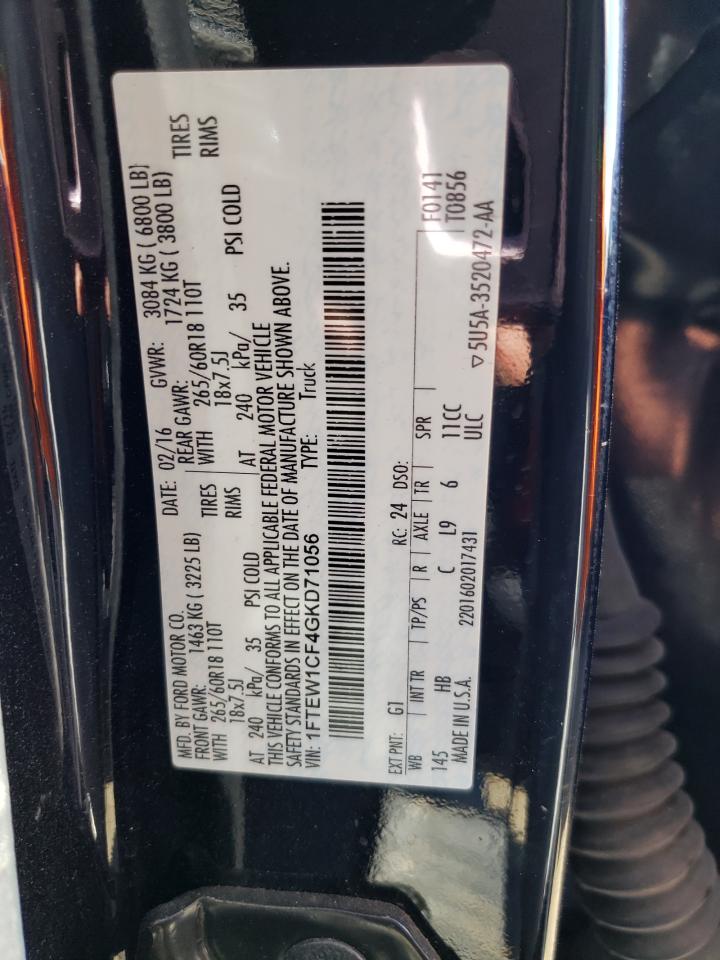 MFD. BY FORD MOTOR CO.
DATE: 02/16 GVWR: 3084 KG ( 6800 LB)
FRONT GAWR: 1463 KG ( 3225 LB) REAR GAWR: 1724 KG ( 3800 LB)
WITH 265/60R18 110T TIRES WITH 265/60R18 110T TIRES
18x7.5J RIMS 18x7.5J RIMS
AT 240 kPa/ 35 PSI COLD AT 240 kPa/ 35 PSI COLD
THIS VEHICLE CONFORMS TO ALL APPLICABLE FEDERAL MOTOR VEHICLE
SAFETY STANDARDS IN EFFECT ON THE DATE OF MANUFACTURE SHOWN ABOVE.
VIN: 1FTEW1CF4GKD71056 TYPE: Truck
EXT PNT: G1 RC: 24 DSO: F0141
WB INT TR TP/PS R AXLE TR SPR T0856
145 HB C L9 6 11CC
MADE IN U.S.A. 2201602017431 ULC ▽5U5A-3520472-AA